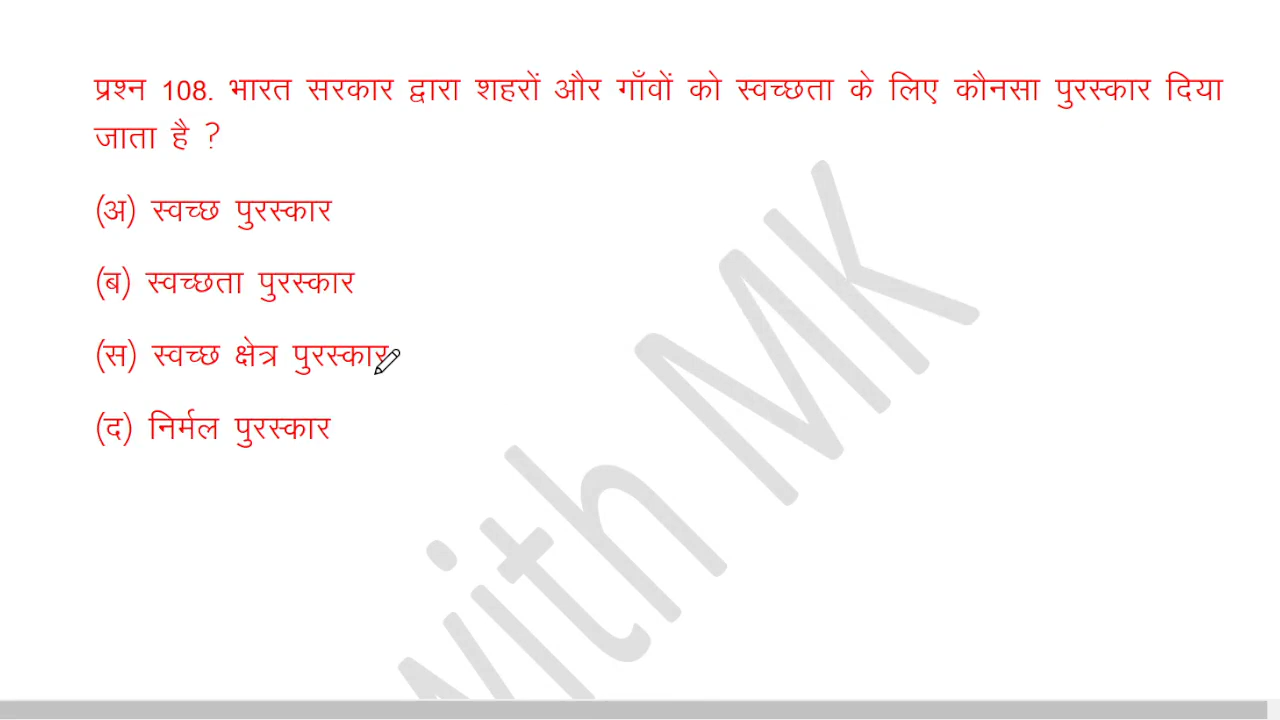 प्रश्न 108. भारत सरकार द्वारा शहरों और गाँवों को स्वच्छता के लिए कौनसा पुरस्कार दिया
जाता है ?
(अ) स्वच्छ पुरस्कार
(ब) स्वच्छता पुरस्कार
(स) स्वच्छ क्षेत्र पुरस्कार
(द) निर्मल पुरस्कार
with MK